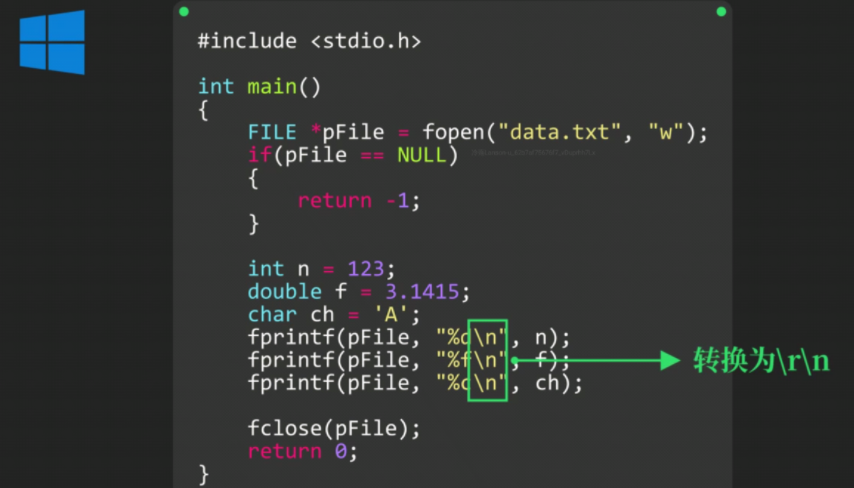 #include <stdio.h>
int main()
{
FILE *pFile = fopen("data.txt", "w");
if(pFile == NULL)
{
return -1;
}
int n = 123;
double f = 3.1415;
char ch = 'A';
fprintf(pFile, "%d\n", n);
fprintf(pFile, "%f\n", f);
fprintf(pFile, "%c\n", ch);
转换为\r\n
fclose(pFile);
return 0;
}